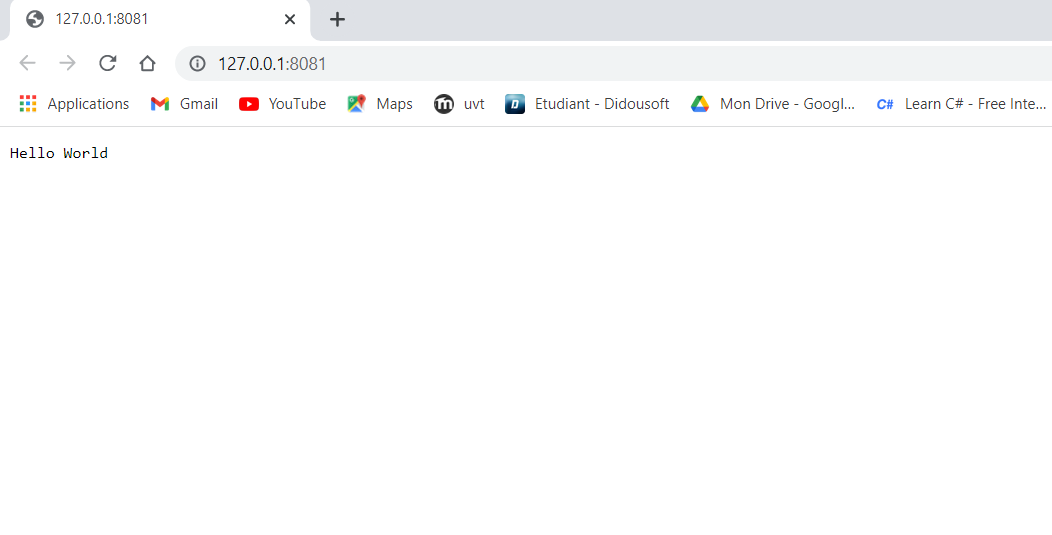 127.0.0.1:8081
127.0.0.1:8081
Applications Gmail YouTube Maps uvt Etudiant - Didousoft Mon Drive - Googl... C# Learn C# - Free Inte...
Hello World